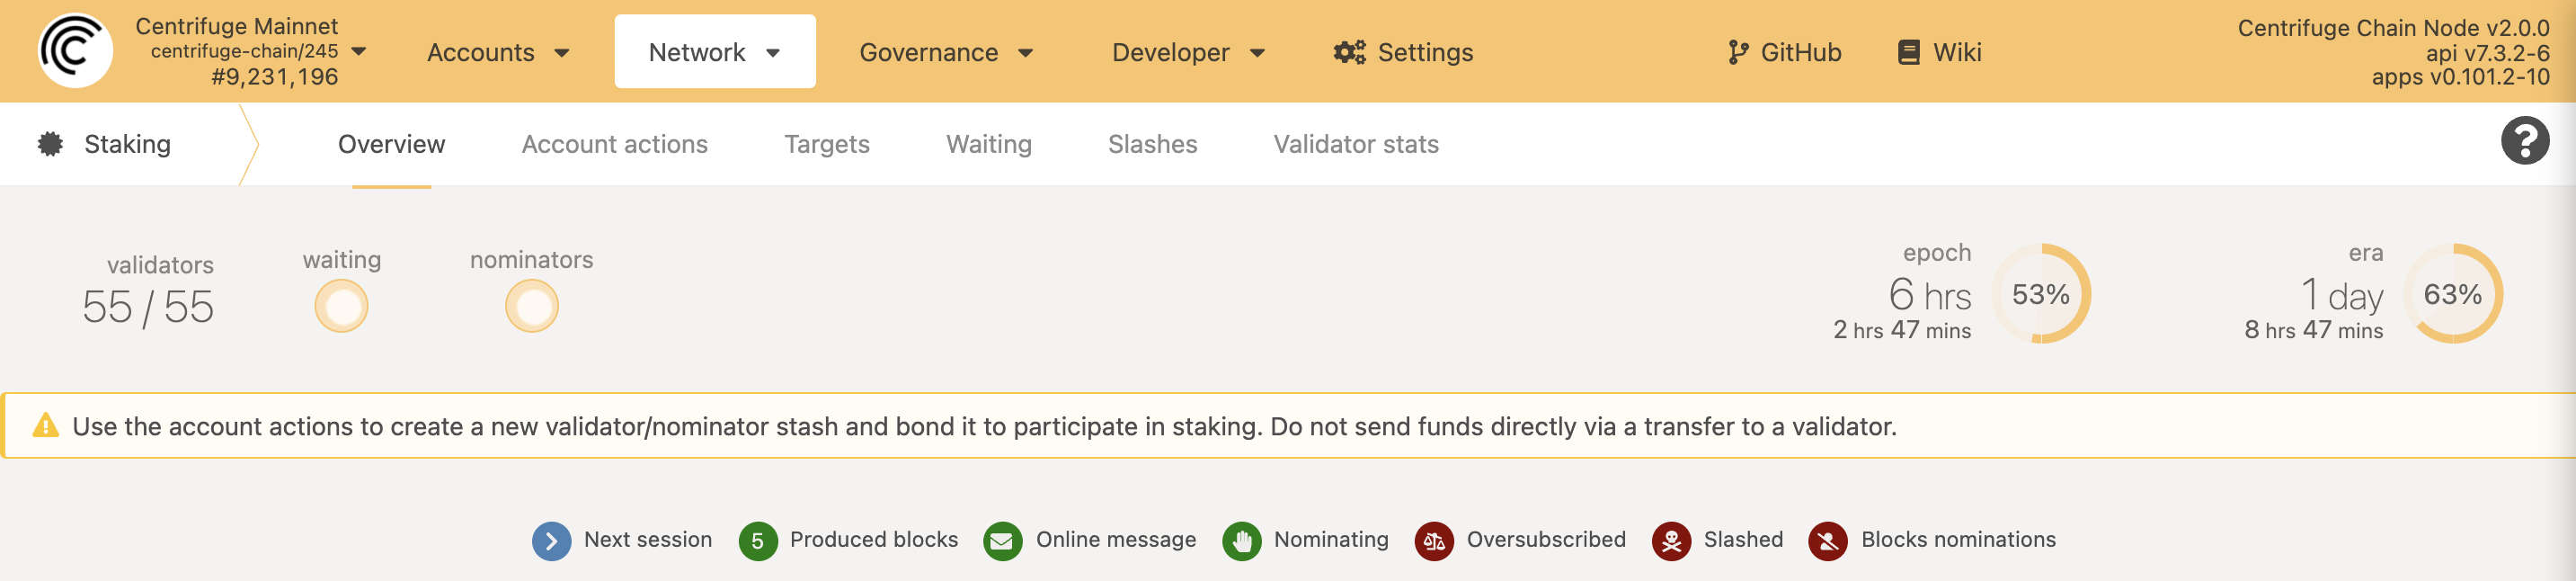 Centrifuge Mainnet
centrifuge-chain/245
#9,231,196
Accounts
Network
Governance
Developer
Settings
GitHub
Wiki
Centrifuge Chain Node v2.0.0
api v7.3.2-6
apps v0.101.2-10
Staking
Overview
Account actions
Targets
Waiting
Slashes
Validator stats
?
validators
55 / 55
waiting
nominators
epoch
6 hrs
2 hrs 47 mins
53%
era
1 day
8 hrs 47 mins
63%
Use the account actions to create a new validator/nominator stash and bond it to participate in staking. Do not send funds directly via a transfer to a validator.
Next session
5 Produced blocks
Online message
Nominating
Oversubscribed
Slashed
Blocks nominations